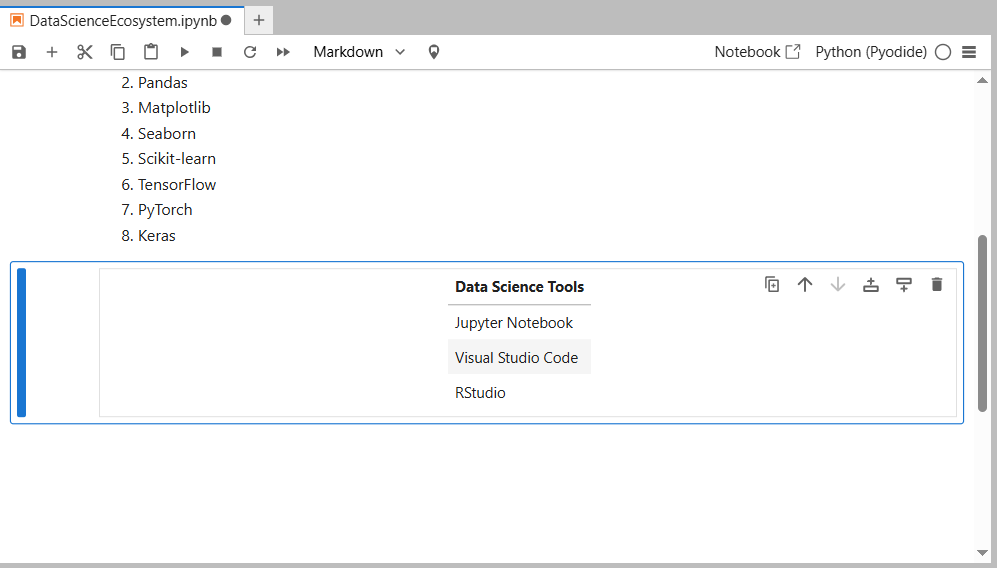 DataScienceEcosystem.ipynb
Markdown
Notebook
Python (Pyodide)
2. Pandas
3. Matplotlib
4. Seaborn
5. Scikit-learn
6. TensorFlow
7. PyTorch
8. Keras
Data Science Tools
Jupyter Notebook
Visual Studio Code
RStudio